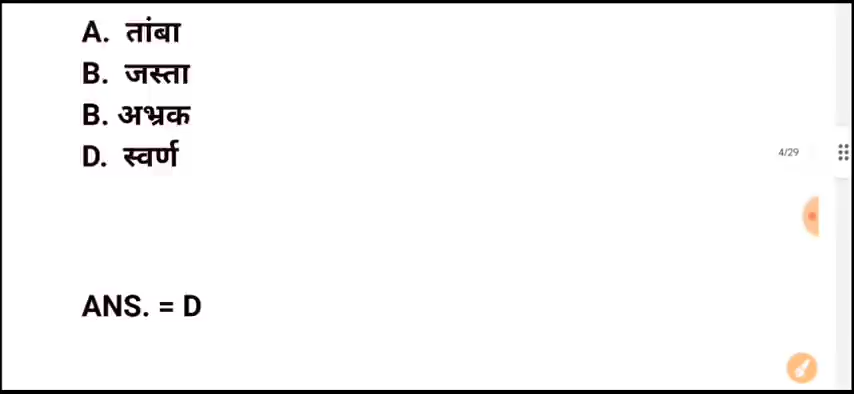 A. तांबा
B. जस्ता
B. अभ्रक
D. स्वर्ण
4/29
ANS. = D